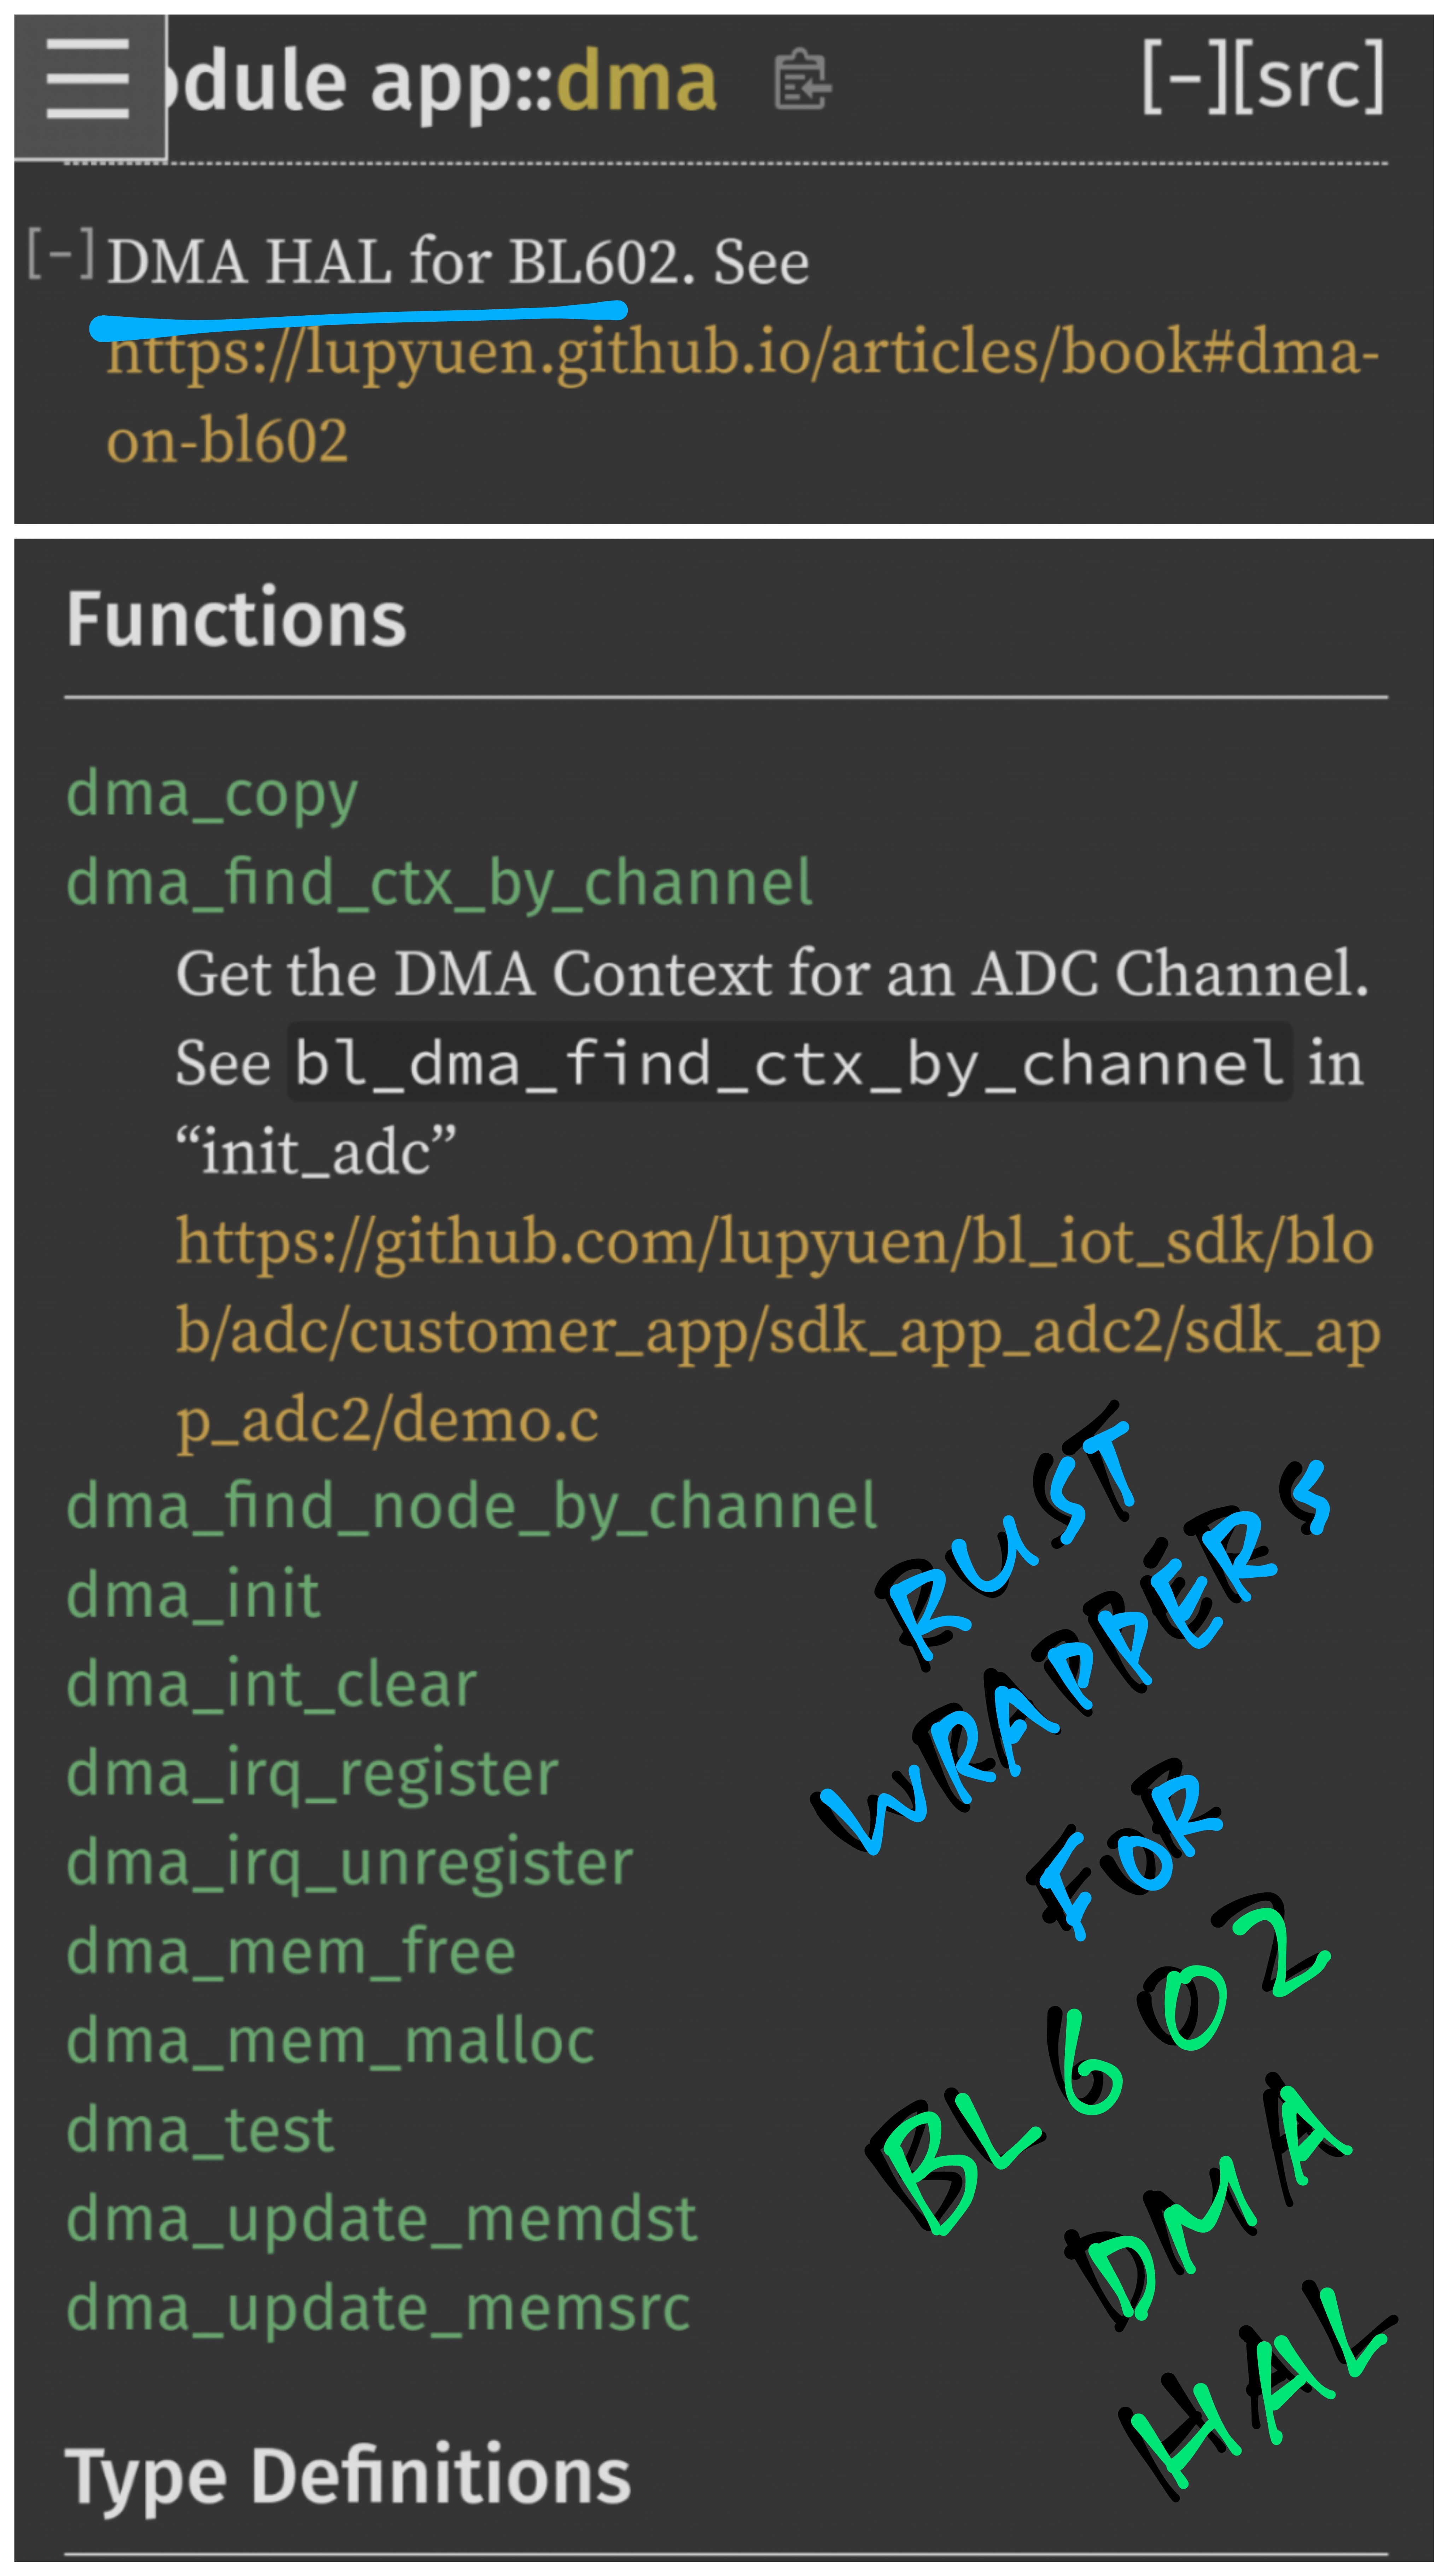 odule app::dma [-][src]
[-] DMA HAL for BL602. See
https://lupyuen.github.io/articles/book#dma-
on-bl602
Functions
dma_copy
dma_find_ctx_by_channel
Get the DMA Context for an ADC Channel.
See bl_dma_find_ctx_by_channel in
“init_adc”
https://github.com/lupyuen/bl_iot_sdk/blo
b/adc/customer_app/sdk_app_adc2/sdk_ap
p_adc2/demo.c
dma_find_node_by_channel
dma_init
dma_int_clear
dma_irq_register
dma_irq_unregister
dma_mem_free
dma_mem_malloc
dma_test
dma_update_memdst
dma_update_memsrc
RUST
WRAPPERS
FOR
BL602
DMA
HAL
Type Definitions